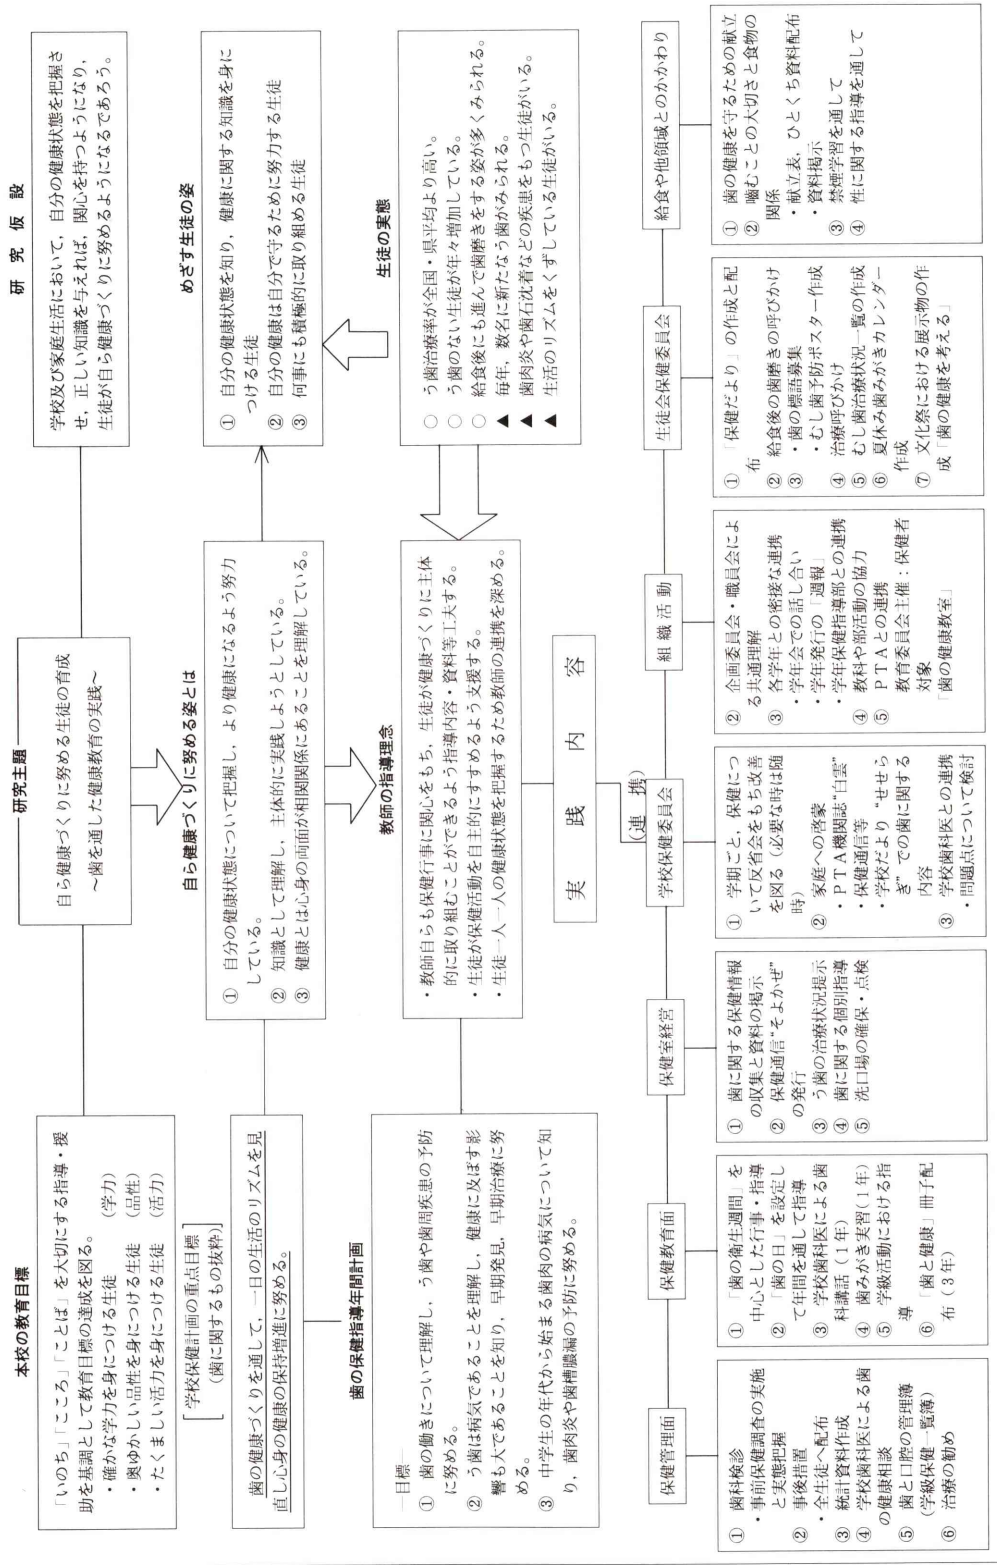 本校の教育目標
「いのち」「こころ」「ことば」を大切にする指導・援
助を基調として教育目標の達成を図る。
・確かな学力を身につける生徒　　(学力)
・奥ゆかしい品性を身につける生徒　(品性)
・たくましい活力を身につける生徒　(活力)
学校保健計画の重点目標
(歯に関するもの抜粋)
歯の健康づくりを通して，一日の生活のリズムを見
直し心身の健康の保持増進に努める。
歯の保健指導年間計画
―目標―
① 歯の働きについて理解し，う歯や歯周疾患の予防
に努める。
② う歯は病気であることを理解し，健康に及ぼす影
響も大であることを知り，早期発見，早期治療に努
める。
③ 中学生の年代から始まる歯肉の病気について知
り，歯肉炎や歯槽膿漏の予防に努める。
研究主題
自ら健康づくりに努める生徒の育成
～歯を通した健康教育の実践～
自ら健康づくりに努める姿とは
① 自分の健康状態について把握し，より健康になるよう努力
している。
② 知識として理解し，主体的に実践しようとしている。
③ 健康とは心身の両面が相関関係にあることを理解している。
教師の指導理念
・教師自らも保健行事に関心をもち，生徒が健康づくりに主体
的に取り組むことができるよう指導内容・資料等工夫する。
・生徒が保健活動を自主的にすすめるよう支援する。
・生徒一人一人の健康状態を把握するため教師の連携を深める。
研究仮設
学校及び家庭生活において，自分の健康状態を把握さ
せ，正しい知識を与えれば，関心を持つようになり，
生徒が自ら健康づくりに努めるようになるであろう。
めざす生徒の姿
① 自分の健康状態を知り，健康に関する知識を身に
つける生徒
② 自分の健康は自分で守るために努力する生徒
③ 何事にも積極的に取り組める生徒
生徒の実態
○ う歯治療率が全国・県平均より高い。
○ う歯のない生徒が年々増加している。
○ 給食後にも進んで歯磨きをする姿が多くみられる。
▲ 毎年，数名に新たなう歯がみられる。
▲ 歯肉炎や歯石沈着などの疾患をもつ生徒がいる。
▲ 生活のリズムをくずしている生徒がいる。
実践内容
(連携)
保健管理面
① 歯科検診
・事前保健調査の実施
と実態把握
② 事後措置
・全生徒へ配布
③ 統計資料作成
④ 学校歯科医による歯
の健康相談
⑤ 歯と口腔の管理簿
(学級保健一覧簿)
⑥ 治療の勧め
保健教育面
① 「歯の衛生週間」を
中心とした行事・指導
② 「歯の日」を設定し
て年間を通して指導
③ 学校歯科医による歯
科講話（１年）
④ 歯みがき実習(１年)
⑤ 学級活動における指
導
⑥ 「歯と健康」冊子配
布（３年）
保健室経営
① 歯に関する保健情報
の収集と資料の掲示
② 保健通信“そよかぜ”
の発行
③ う歯の治療状況提示
④ 歯に関する個別指導
⑤ 洗口場の確保・点検
学校保健委員会
① 学期ごと，保健につ
いて反省会をもち改善
を図る（必要な時は随
時）
② 家庭への啓蒙
・ＰＴＡ機関誌“白雲”
・保健通信等
・学校だより“せせら
ぎ”での歯に関する
内容
③ 学校歯科医との連携
・問題点について検討
組織活動
② 企画委員会・職員会によ
る共通理解
③ 各学年との密接な連携
・学年会での話し合い
・学年発行の「週報」
・学年保健指導部との連携
④ 教科や部活動の協力
⑤ ＰＴＡとの連携
教育委員会主催：保健者
対象
「歯の健康教室」
生徒会保健委員会
① 「保健だより」の作成と配
布
② 給食後の歯磨きの呼びかけ
③ ・歯の標語募集
・むし歯予防ポスター作成
④ 治療呼びかけ
⑤ むし歯治療状況一覧の作成
⑥ 夏休み歯みがきカレンダー
作成
⑦ 文化祭における展示物の作
成「歯の健康を考える」
給食や他領域とのかかわり
① 歯の健康を守るための献立
② 噛むことの大切さと食物の
関係
・献立表，ひとくち資料配布
・資料掲示
③ 禁煙学習を通して
④ 性に関する指導を通して